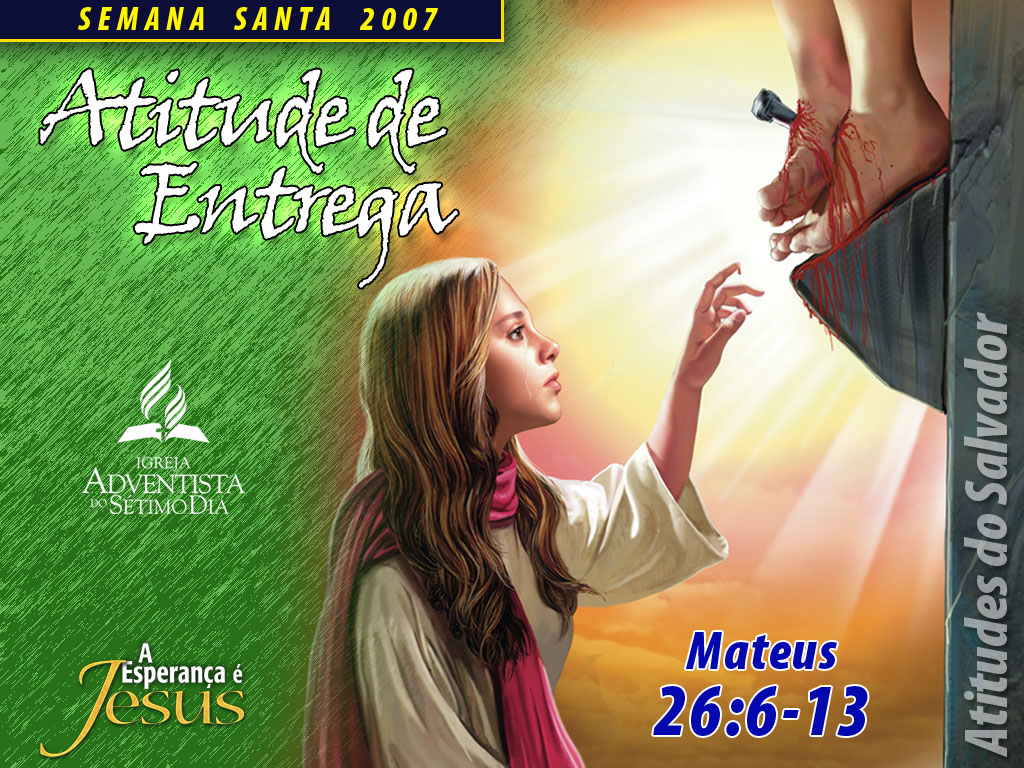 SEMANA SANTA 2007
Atitude de
Entrega
IGREJA
ADVENTISTA
DO SÉTIMO DIA
A
Esperança é
Jesus
Mateus
26:6-13
Atitudes do Salvador